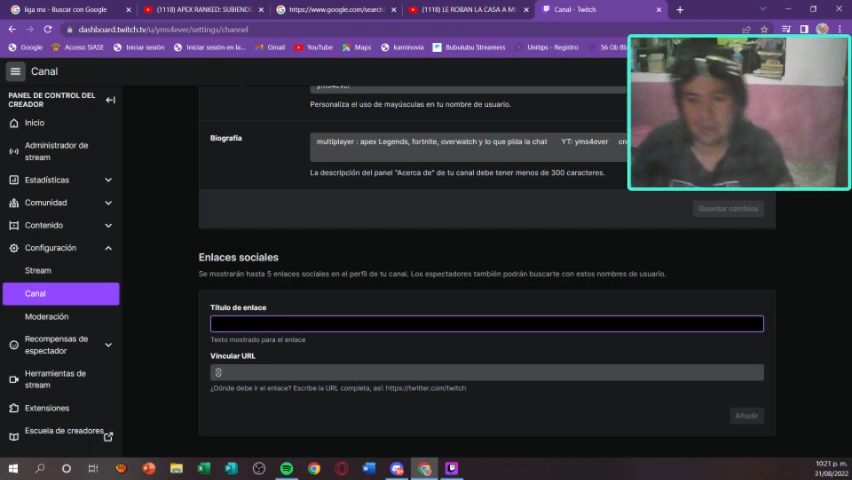 liga mx - Buscar con Google
(1118) APEX RANKED: SUBIENDO
https://www.google.com/search
(1118) LE ROBAN LA CASA A M
Canal - Twitch
dashboard.twitch.tv/u/yms4ever/settings/channel
Google
Acceso SIASE
Iniciar sesión
Iniciar sesión en la...
Gmail
YouTube
Maps
kaminovia
Bubulubu Streamers
Unitips - Registro
56 Gb Blank
Canal
PANEL DE CONTROL DEL
CREADOR
Inicio
Administrador de
stream
Estadísticas
Comunidad
Contenido
Configuración
Stream
Canal
Moderación
Recompensas de
espectador
Herramientas de
stream
Extensiones
Escuela de creadores
yms4ever
Personaliza el uso de mayúsculas en tu nombre de usuario.
Biografía
multiplayer : apex Legends, fortnite, overwatch y lo que pida la chat YT: yms4ever
La descripción del panel "Acerca de" de tu canal debe tener menos de 300 caracteres.
Guardar cambios
Enlaces sociales
Se mostrarán hasta 5 enlaces sociales en el perfil de tu canal. Los espectadores también podrán buscarte con estos nombres de usuario.
Título de enlace
Texto mostrado para el enlace
Vincular URL
¿Dónde debe ir el enlace? Escribe la URL completa, así: https://twitter.com/twitch
Añadir
10:21 p. m.
31/08/2022